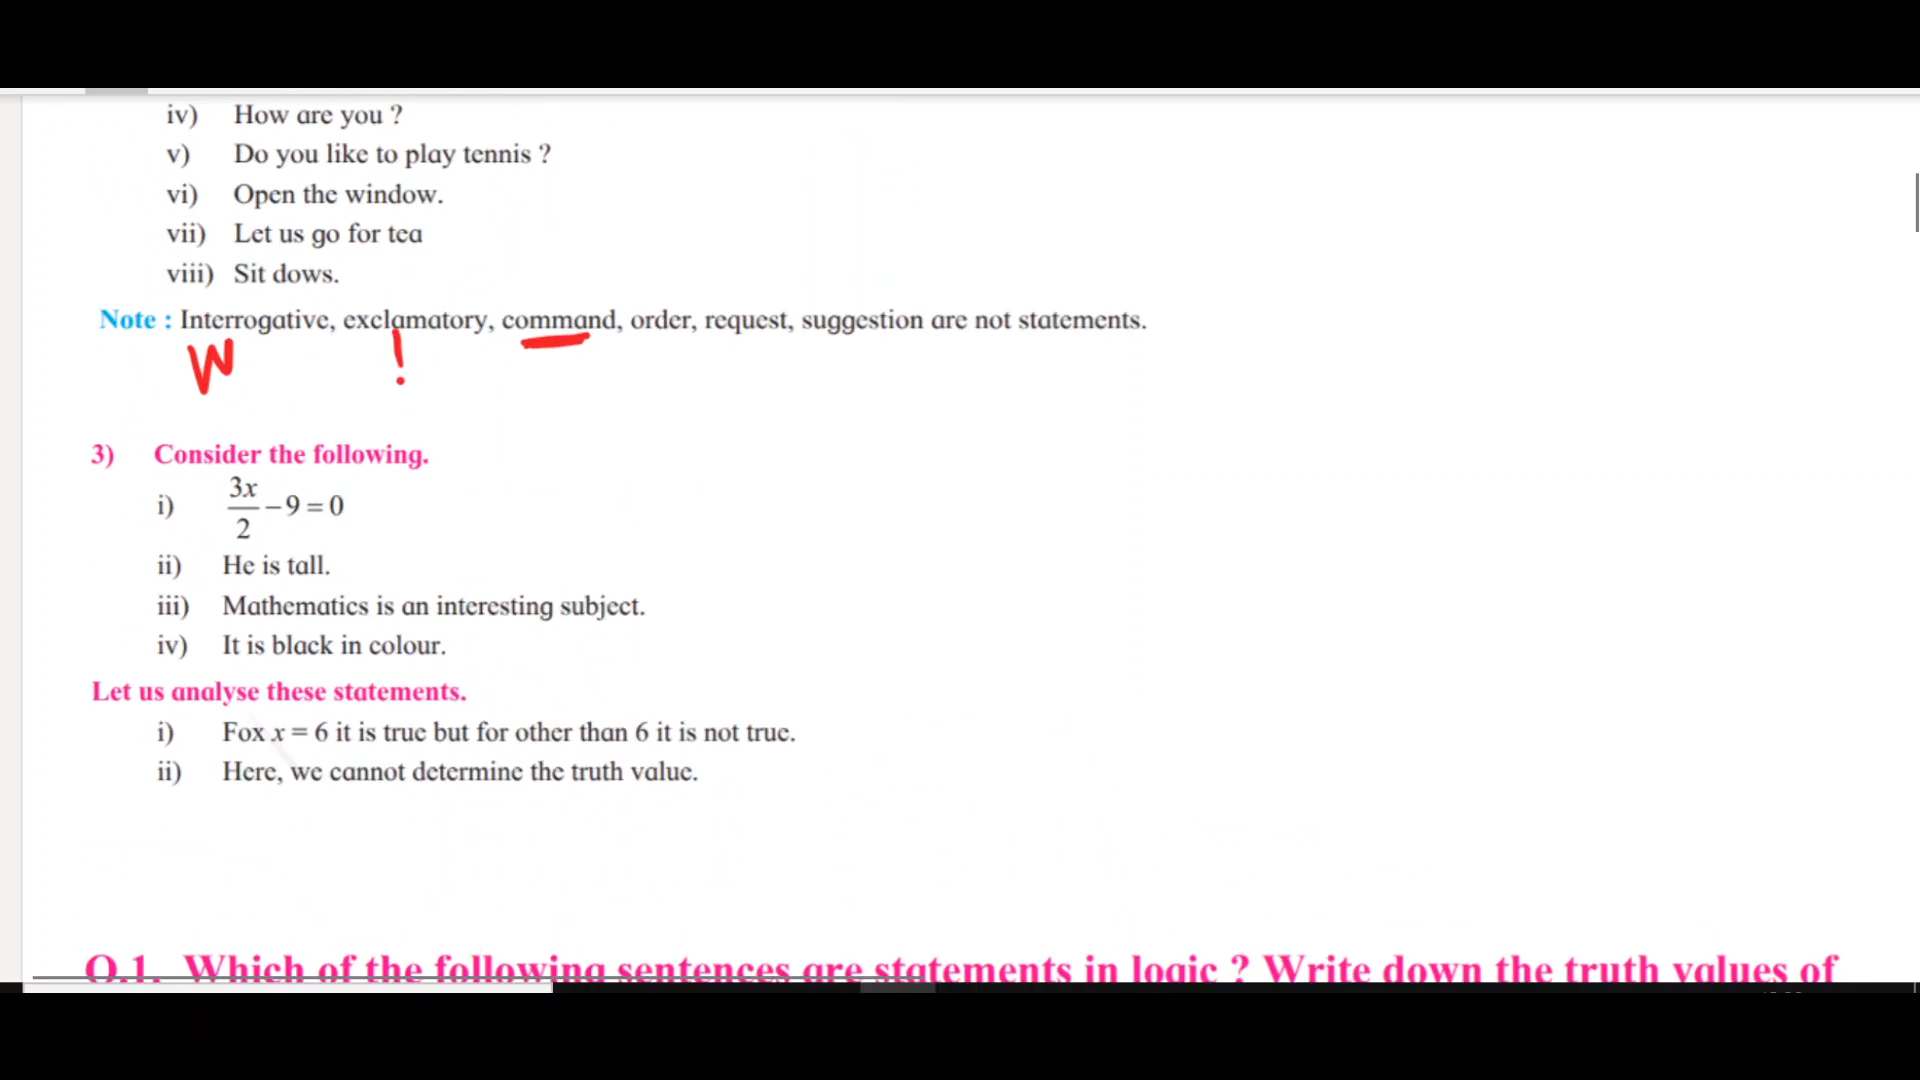 iv) How are you ?
v) Do you like to play tennis ?
vi) Open the window.
vii) Let us go for tea
viii) Sit dows.
Note : Interrogative, exclamatory, command, order, request, suggestion are not statements.
W !
3) Consider the following.
i) 3x/2 – 9 = 0
ii) He is tall.
iii) Mathematics is an interesting subject.
iv) It is black in colour.
Let us analyse these statements.
i) Fox x = 6 it is true but for other than 6 it is not true.
ii) Here, we cannot determine the truth value.
Q.1. Which of the following sentences are statements in logic ? Write down the truth values of